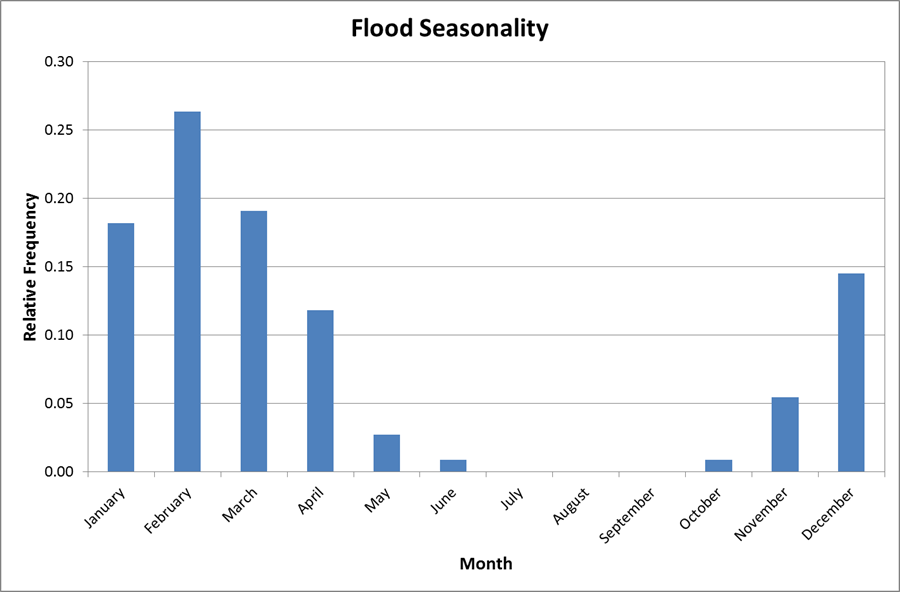 Flood Seasonality
0.30
0.25
0.20
0.15
0.10
0.05
0.00
Relative Frequency
January
February
March
April
May
June
July
August
September
October
November
December
Month